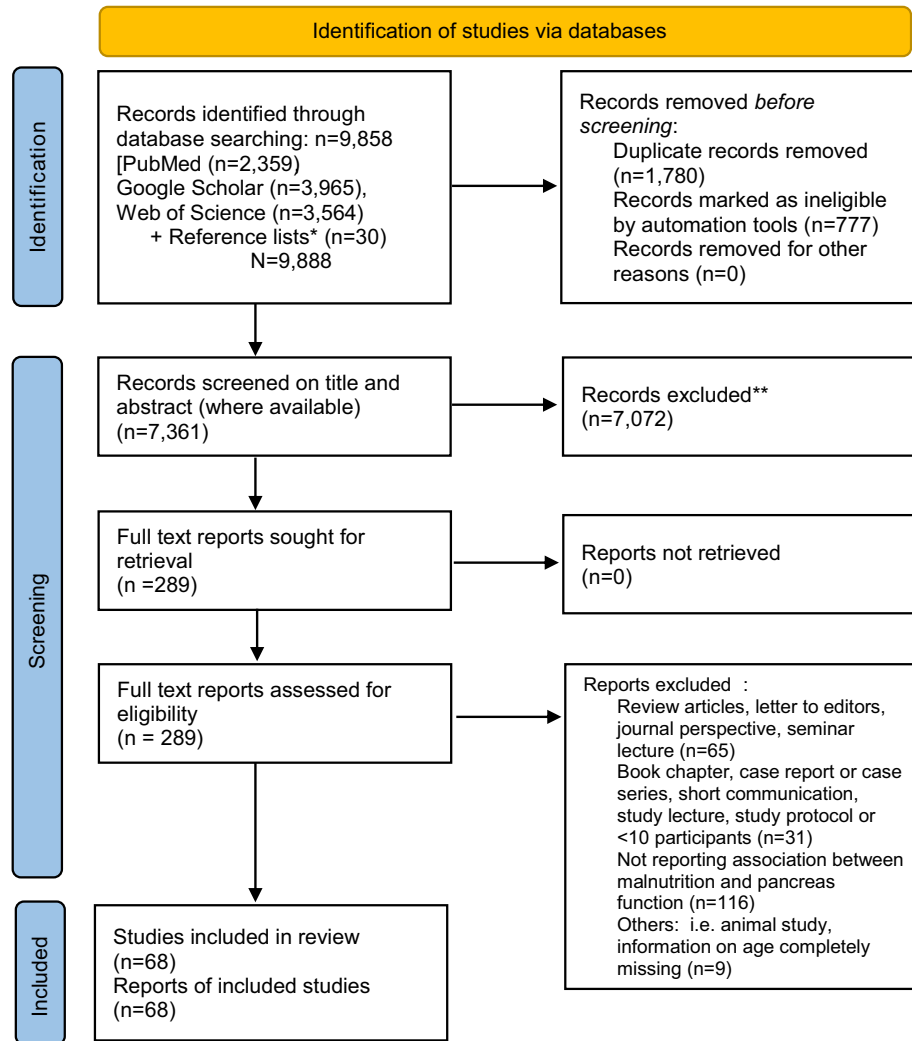 Identification of studies via databases
Identification
Records identified through
database searching: n=9,858
[PubMed (n=2,359)
Google Scholar (n=3,965),
Web of Science (n=3,564)
+ Reference lists* (n=30)
N=9,888
Records removed before
screening:
Duplicate records removed
(n=1,780)
Records marked as ineligible
by automation tools (n=777)
Records removed for other
reasons (n=0)
Screening
Records screened on title and
abstract (where available)
(n=7,361)
Records excluded**
(n=7,072)
Full text reports sought for
retrieval
(n =289)
Reports not retrieved
(n=0)
Full text reports assessed for
eligibility
(n = 289)
Reports excluded :
Review articles, letter to editors,
journal perspective, seminar
lecture (n=65)
Book chapter, case report or case
series, short communication,
study lecture, study protocol or
<10 participants (n=31)
Not reporting association between
malnutrition and pancreas
function (n=116)
Others: i.e. animal study,
information on age completely
missing (n=9)
Included
Studies included in review
(n=68)
Reports of included studies
(n=68)